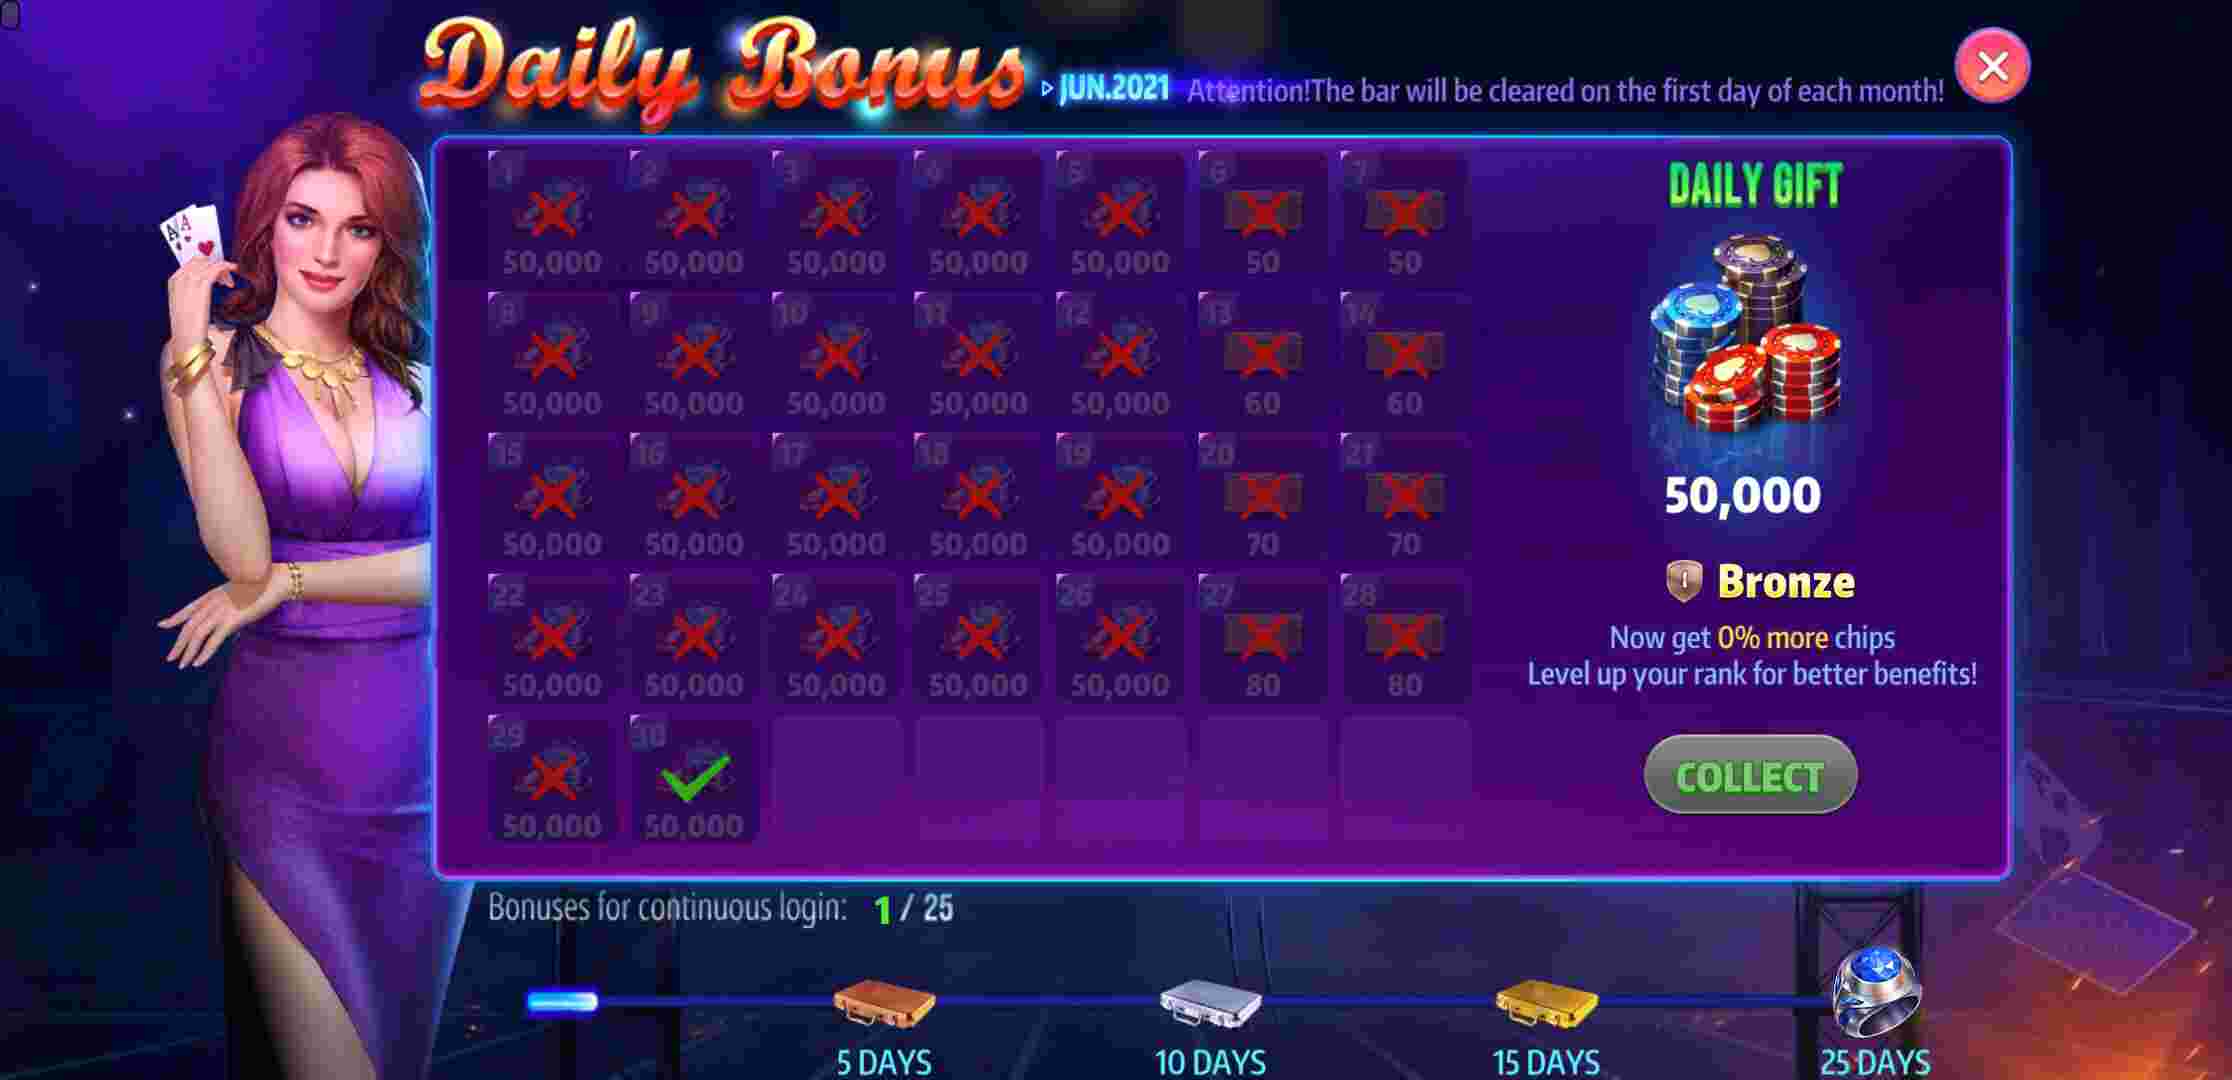 Daily Bonus
JUN.2021
Attention!The bar will be cleared on the first day of each month!
A A
1 2 3 4 5 6 7
50,000 50,000 50,000 50,000 50,000 50 50
8 9 10 11 12 13 14
50,000 50,000 50,000 50,000 50,000 60 60
15 16 17 18 19 20 21
50,000 50,000 50,000 50,000 50,000 70 70
22 23 24 25 26 27 28
50,000 50,000 50,000 50,000 50,000 80 80
29 30
50,000 50,000
DAILY GIFT
50,000
1 Bronze
Now get 0% more chips
Level up your rank for better benefits!
COLLECT
Bonuses for continuous login: 1 / 25
5 DAYS 10 DAYS 15 DAYS 25 DAYS